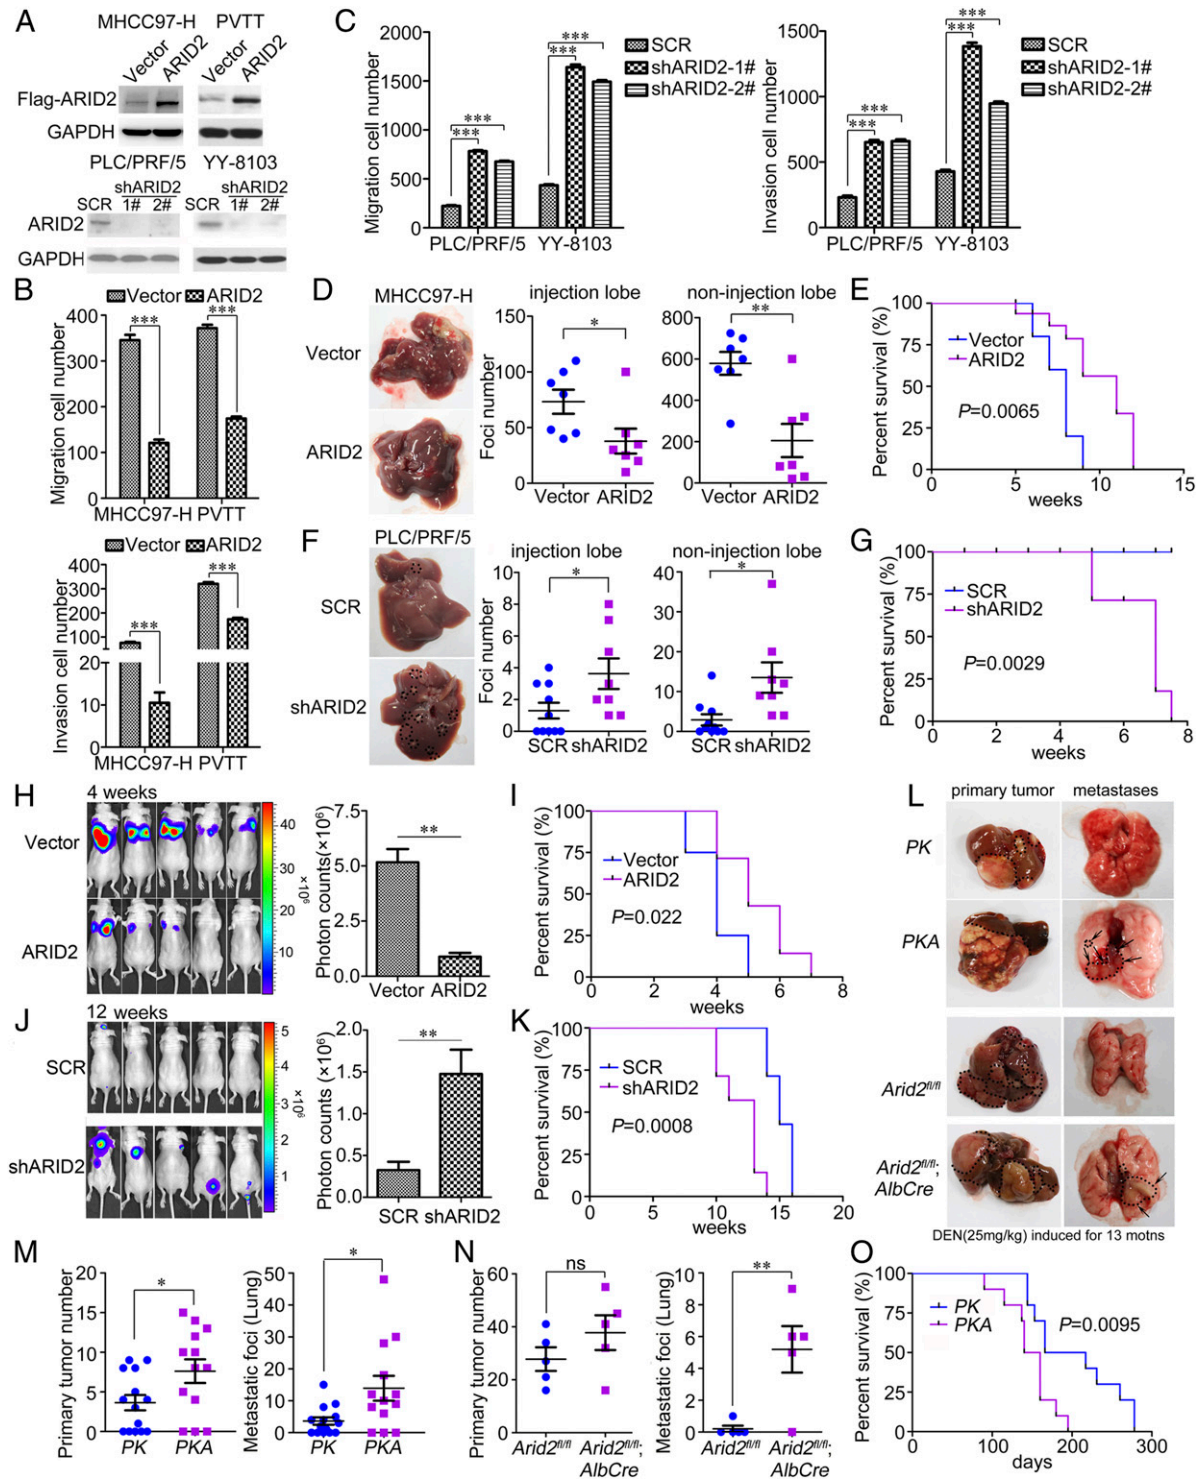 A
MHCC97-H PVTT
Vector ARID2 Vector ARID2
Flag-ARID2
GAPDH
PLC/PRF/5 YY-8103
shARID2 shARID2
SCR 1# 2# SCR 1# 2#
ARID2
GAPDH
B
Vector ARID2
Migration cell number
400
300
200
100
0
*** ***
MHCC97-H PVTT
Vector ARID2
Invasion cell number
400
300
200
100
20
10
0
*** ***
MHCC97-H PVTT
C
Migration cell number
2000
1500
1000
500
0
*** *** *** ***
PLC/PRF/5 YY-8103
SCR
shARID2-1#
shARID2-2#
Invasion cell number
1500
1000
500
0
*** *** *** ***
PLC/PRF/5 YY-8103
SCR
shARID2-1#
shARID2-2#
D
MHCC97-H
Vector
ARID2
injection lobe
Foci number
150
100
50
0
*
Vector ARID2
non-injection lobe
800
600
400
200
0
**
Vector ARID2
E
Percent survival (%)
100
75
50
25
0
Vector
ARID2
P=0.0065
0 5 10 15
weeks
F
PLC/PRF/5
SCR
shARID2
injection lobe
Foci number
10
8
6
4
2
0
*
SCR shARID2
non-injection lobe
40
30
20
10
0
*
SCR shARID2
G
Percent survival (%)
100
75
50
25
0
SCR
shARID2
P=0.0029
0 2 4 6 8
weeks
H
4 weeks
Vector
ARID2
40
30
20
10
×10⁶
Photon counts(×10⁶)
7.5
5.0
2.5
0.0
**
Vector ARID2
I
Percent survival (%)
100
75
50
25
0
Vector
ARID2
P=0.022
0 2 4 6 8
weeks
J
12 weeks
SCR
shARID2
5
4
3
2
1
×10⁶
Photon counts (×10⁶)
2.0
1.5
1.0
0.5
0.0
**
SCR shARID2
K
Percent survival (%)
100
75
50
25
0
SCR
shARID2
P=0.0008
0 5 10 15 20
weeks
L
primary tumor metastases
PK
PKA
Arid2fl/fl
Arid2fl/fl;
AlbCre
DEN(25mg/kg) induced for 13 motns
M
Primary tumor number
20
15
10
5
0
*
PK PKA
Metastatic foci (Lung)
50
40
30
20
10
0
*
PK PKA
N
Primary tumor number
60
40
20
0
ns
Arid2fl/fl Arid2fl/fl;
AlbCre
Metastatic foci (Lung)
10
8
6
4
2
0
**
Arid2fl/fl Arid2fl/fl;
AlbCre
O
Percent survival (%)
100
75
50
25
0
PK
PKA
P=0.0095
0 100 200 300
days